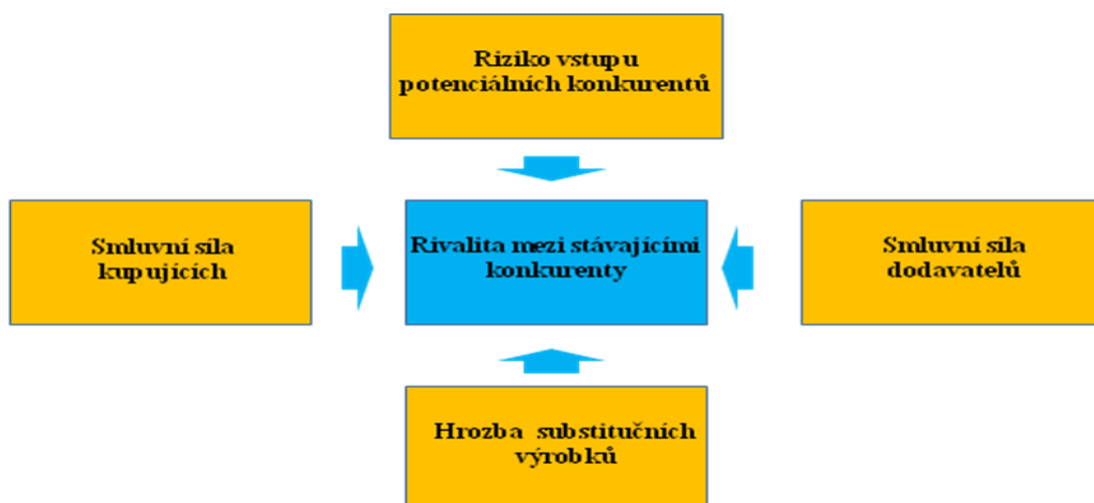 Riziko vstupu
potenciálních konkurentů
Smluvní síla
kupujících
Rivalita mezi stávajícími
konkurenty
Smluvní síla
dodavatelů
Hrozba substitučních
výrobků